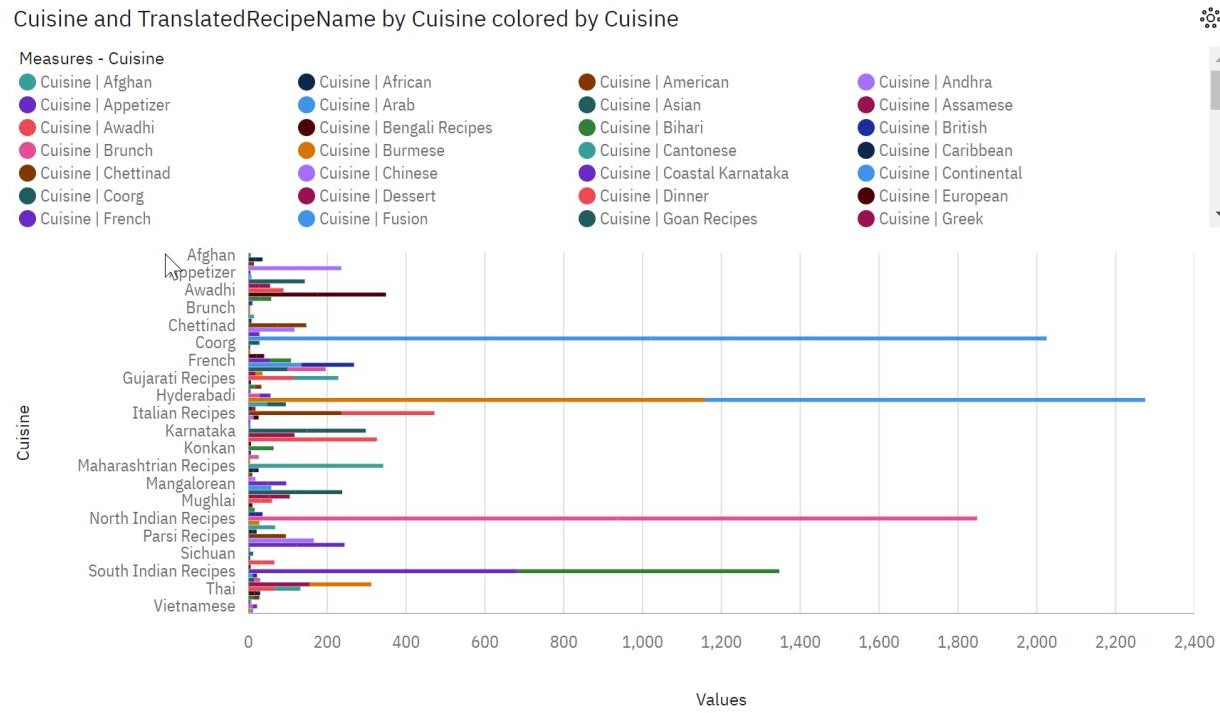 Cuisine and TranslatedRecipeName by Cuisine colored by Cuisine
Measures - Cuisine
Cuisine | Afghan Cuisine | African Cuisine | American Cuisine | Andhra
Cuisine | Appetizer Cuisine | Arab Cuisine | Asian Cuisine | Assamese
Cuisine | Awadhi Cuisine | Bengali Recipes Cuisine | Bihari Cuisine | British
Cuisine | Brunch Cuisine | Burmese Cuisine | Cantonese Cuisine | Caribbean
Cuisine | Chettinad Cuisine | Chinese Cuisine | Coastal Karnataka Cuisine | Continental
Cuisine | Coorg Cuisine | Dessert Cuisine | Dinner Cuisine | European
Cuisine | French Cuisine | Fusion Cuisine | Goan Recipes Cuisine | Greek
Afghan
ppetizer
Awadhi
Brunch
Chettinad
Coorg
French
Gujarati Recipes
Hyderabadi
Italian Recipes
Karnataka
Konkan
Maharashtrian Recipes
Mangalorean
Mughlai
North Indian Recipes
Parsi Recipes
Sichuan
South Indian Recipes
Thai
Vietnamese
Cuisine
0 200 400 600 800 1,000 1,200 1,400 1,600 1,800 2,000 2,200 2,400
Values